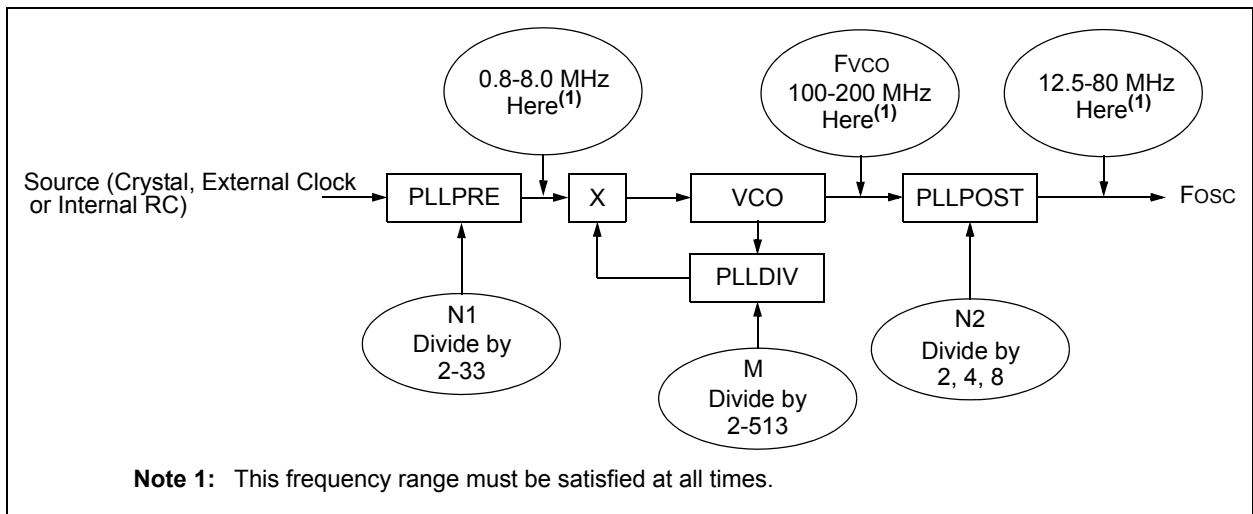 0.8-8.0 MHz
Here(1)
FVCO
100-200 MHz
Here(1)
12.5-80 MHz
Here(1)
Source (Crystal, External Clock
or Internal RC)
PLLPRE
X
VCO
PLLPOST
FOSC
PLLDIV
N1
Divide by
2-33
M
Divide by
2-513
N2
Divide by
2, 4, 8
Note 1: This frequency range must be satisfied at all times.